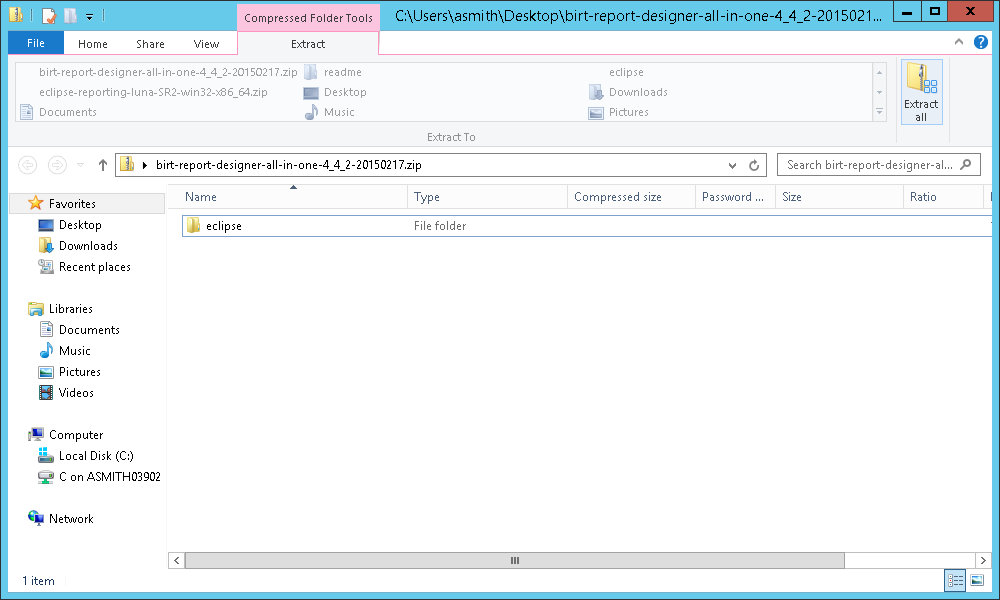 Compressed Folder Tools
C:\Users\asmith\Desktop\birt-report-designer-all-in-one-4_4_2-2015021...
File Home Share View Extract
birt-report-designer-all-in-one-4_4_2-20150217.zip readme eclipse
eclipse-reporting-luna-SR2-win32-x86_64.zip Desktop Downloads
Documents Music Pictures
Extract all
Extract To
birt-report-designer-all-in-one-4_4_2-20150217.zip
Search birt-report-designer-al...
Name Type Compressed size Password ... Size Ratio
eclipse File folder
Favorites
Desktop
Downloads
Recent places
Libraries
Documents
Music
Pictures
Videos
Computer
Local Disk (C:)
C on ASMITH03902
Network
1 item